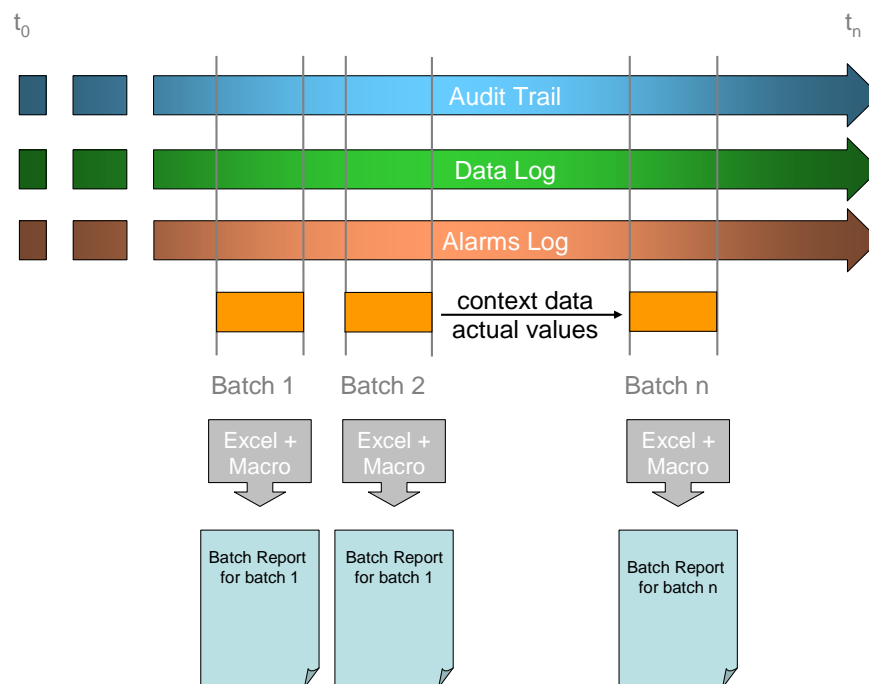 t0
tn
Audit Trail
Data Log
Alarms Log
context data
actual values
Batch 1
Batch 2
Batch n
Excel +
Macro
Excel +
Macro
Excel +
Macro
Batch Report
for batch 1
Batch Report
for batch 1
Batch Report
for batch n